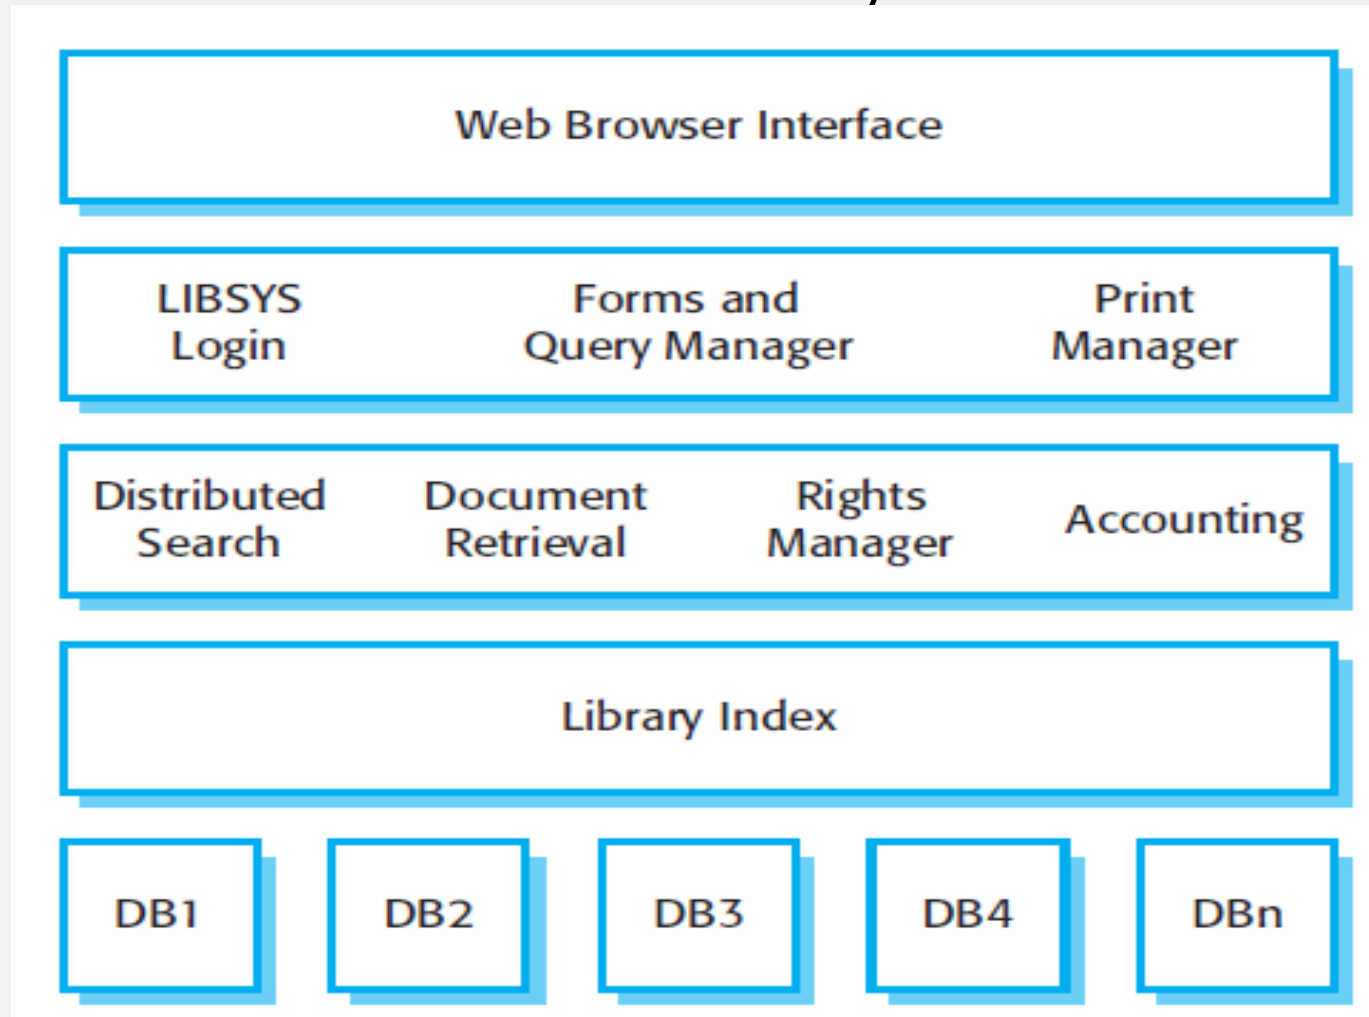 Web Browser Interface
LIBSYS
Login
Forms and
Query Manager
Print
Manager
Distributed
Search
Document
Retrieval
Rights
Manager
Accounting
Library Index
DB1
DB2
DB3
DB4
DBn